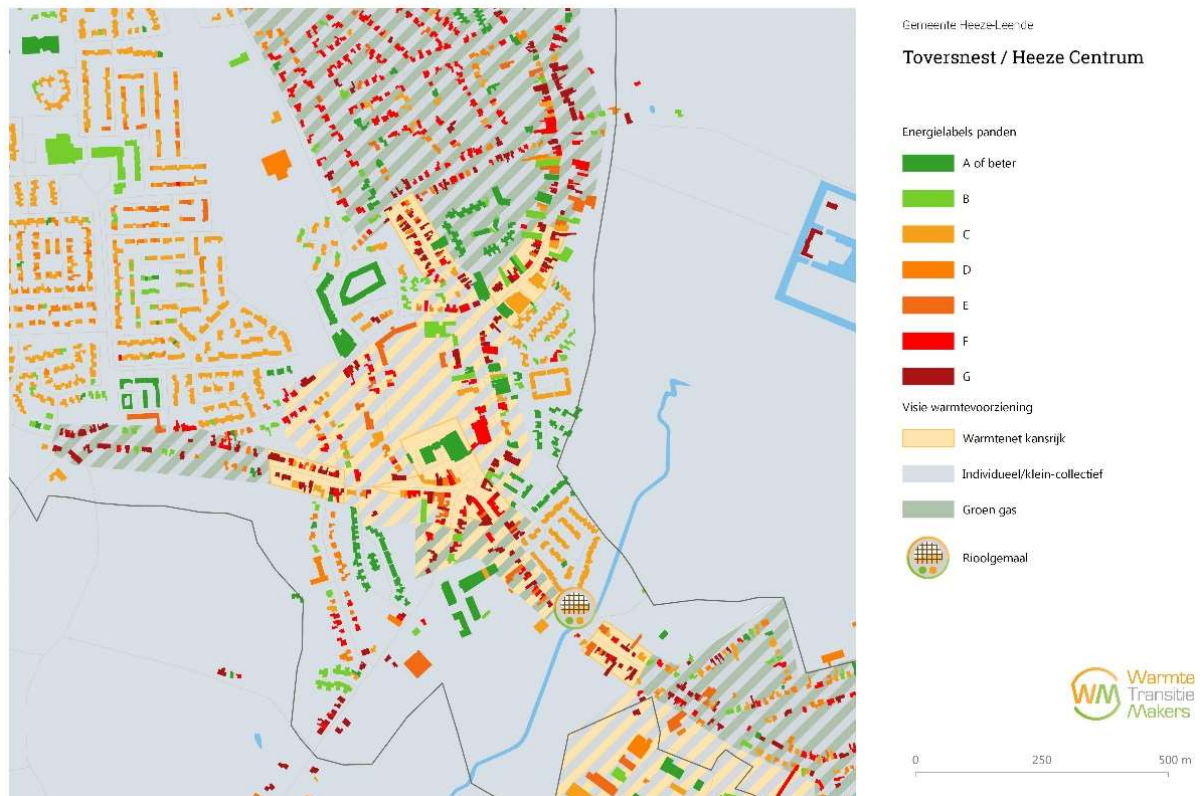 Gemeente Heeze-Leende
Toversnest / Heeze Centrum
Energielabels panden
A of beter
B
C
D
E
F
G
Visie warmtevoorziening
Warmtenet kansrijk
Individueel/klein-collectief
Groen gas
Rioolgemaal
WM
Warmte
Transitie
Makers
0 250 500 m